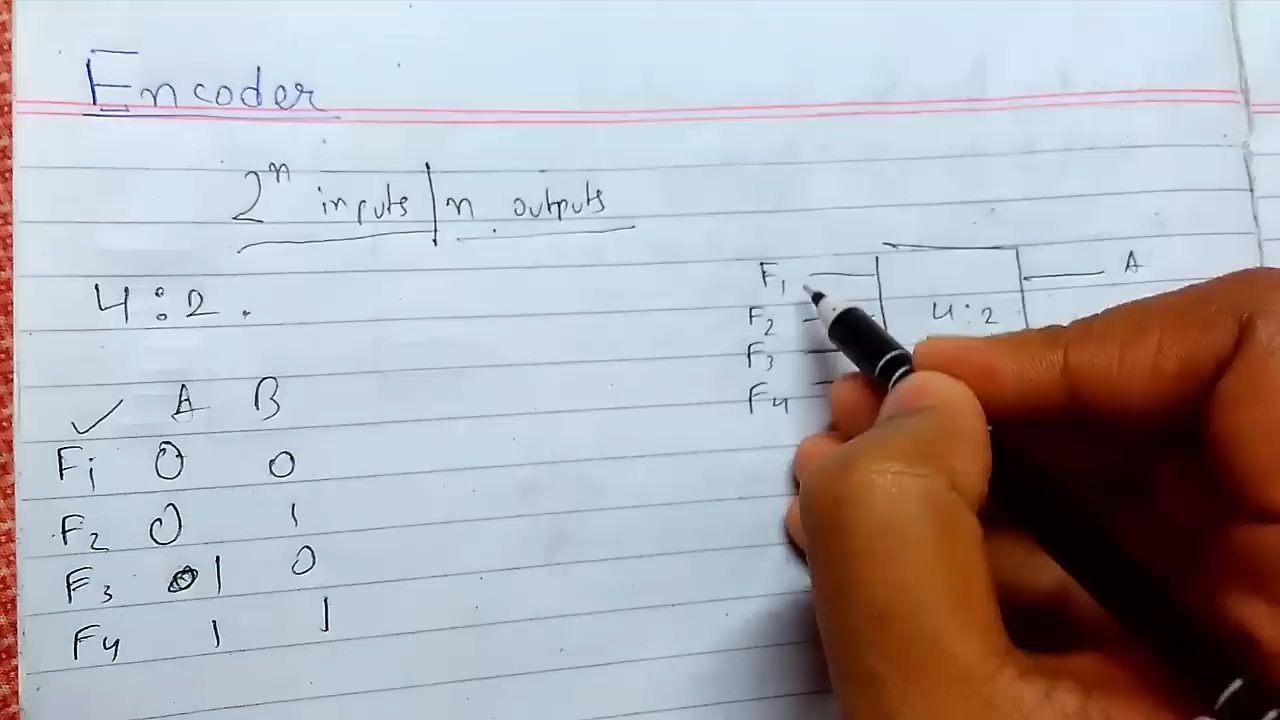 Encoder
2ⁿ inputs | n outputs
4:2.
✓ A B
F1 0 0
F2 0 1
F3 1 0
F4 1 1
F1 A
F2 4:2
F3
F4